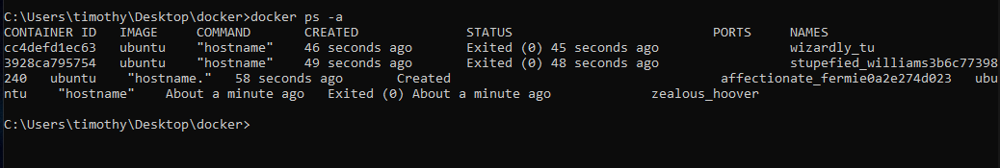 C:\Users\timothy\Desktop\docker>docker ps -a
CONTAINER ID   IMAGE     COMMAND      CREATED              STATUS                          PORTS     NAMES
cc4defd1ec63   ubuntu    "hostname"   46 seconds ago       Exited (0) 45 seconds ago                 wizardly_tu
3928ca795754   ubuntu    "hostname"   49 seconds ago       Exited (0) 48 seconds ago                 stupefied_williams3b6c77398
240   ubuntu    "hostname."   58 seconds ago       Created                                   affectionate_fermie0a2e274d023   ubu
ntu    "hostname"    About a minute ago   Exited (0) About a minute ago             zealous_hoover
C:\Users\timothy\Desktop\docker>